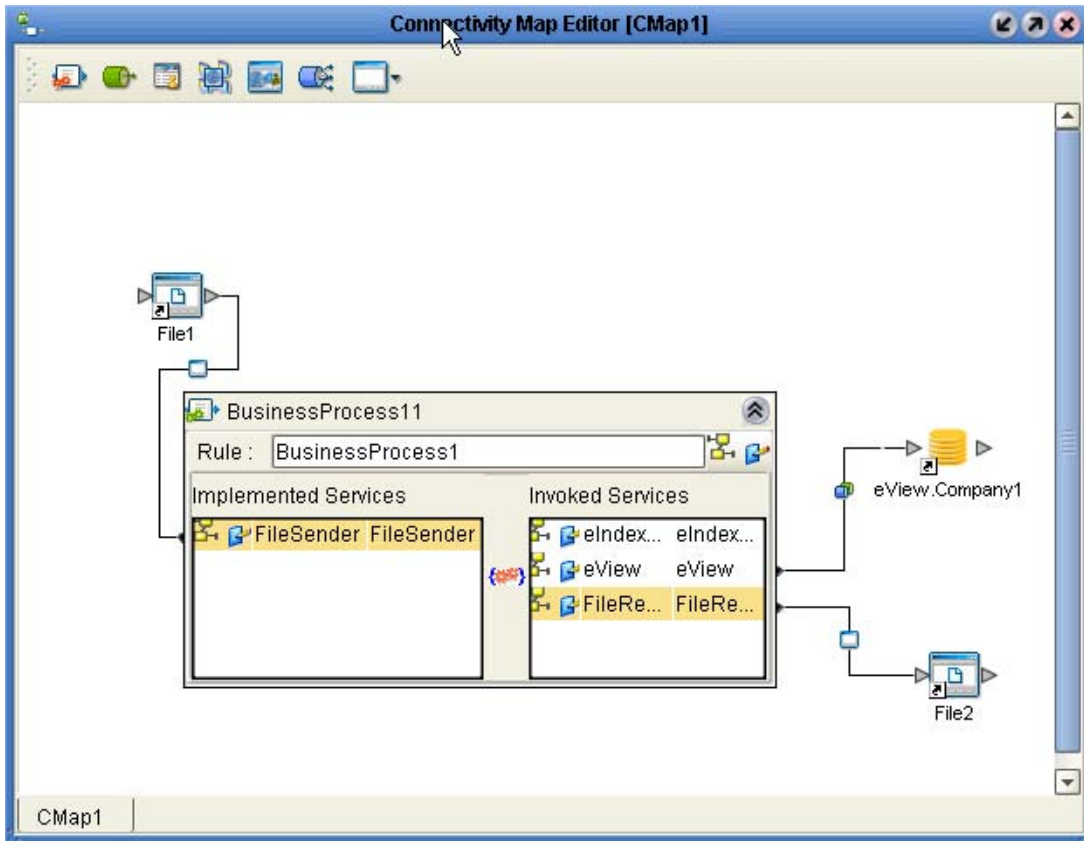 Connectivity Map Editor [CMap1]
File1
BusinessProcess11
Rule : BusinessProcess1
Implemented Services Invoked Services
FileSender FileSender
eIndex... eIndex...
eView eView
FileRe... FileRe...
eView.Company1
File2
CMap1